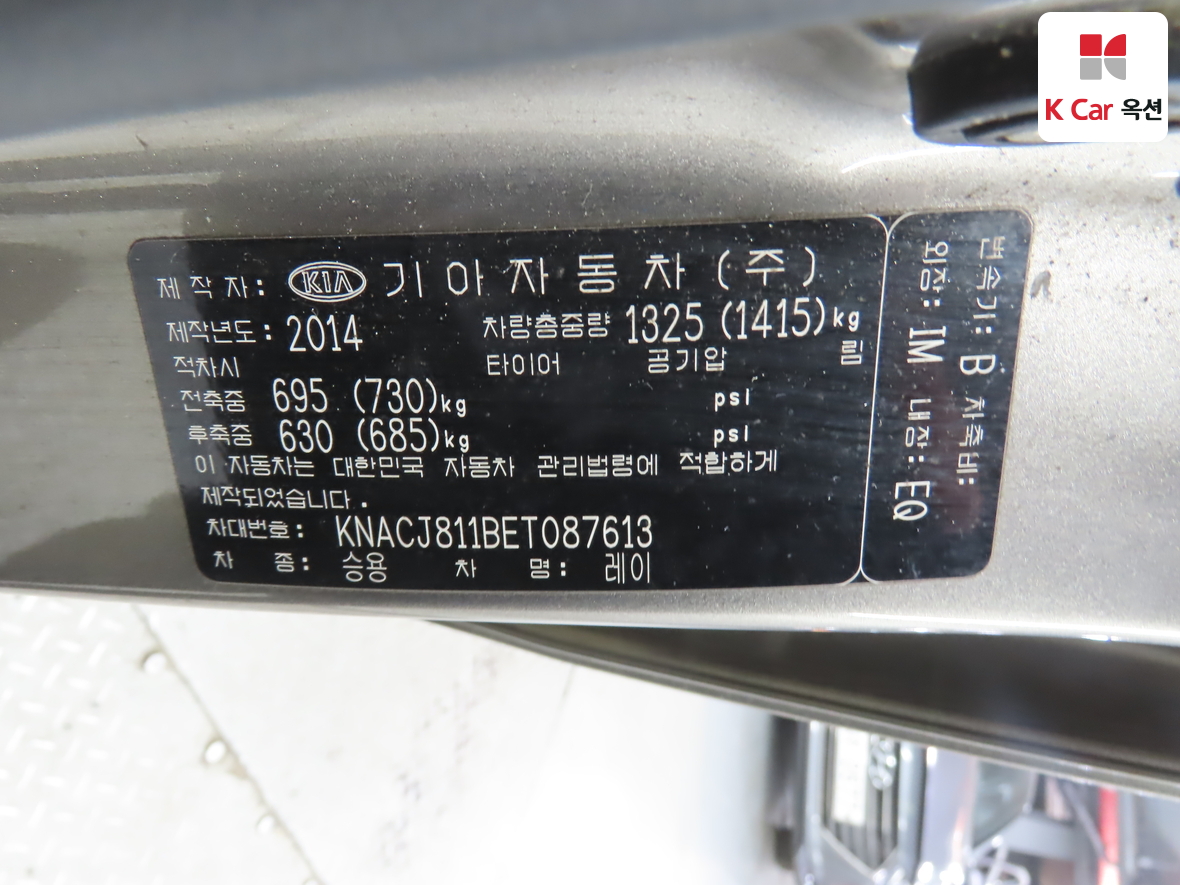 K Car 옥션
제 작 자 : KIA 기 아 자 동 차 ( 주 )
제작년도 : 2014 차량총중량 1325 (1415)kg
적차시 타이어 공기압 림
전축중 695 (730)kg psi
후축중 630 (685)kg psi
이 자동차는 대한민국 자동차 관리법령에 적합하게
제작되었습니다.
차대번호 : KNACJ811BET087613
차 종 : 승용 차 명 : 레이
변속기: B 차축비:
외장: IM 내장: EQ